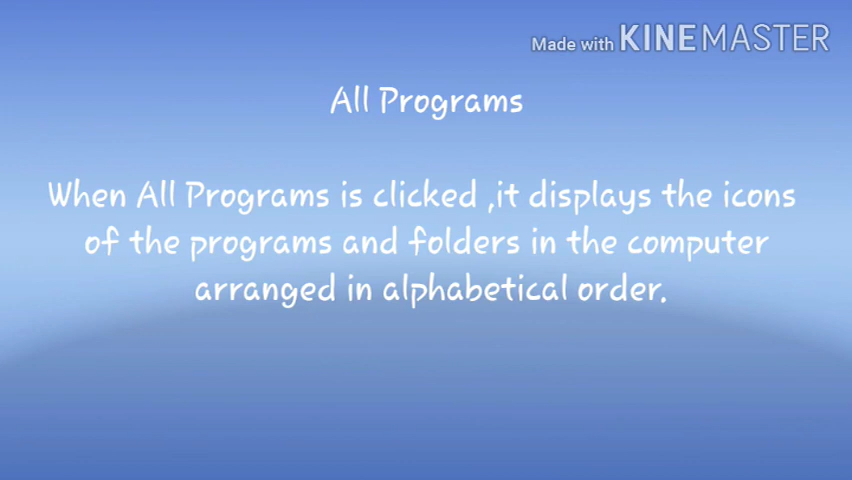 Made with KINEMASTER
All Programs
When All Programs is clicked ,it displays the icons
of the programs and folders in the computer
arranged in alphabetical order.